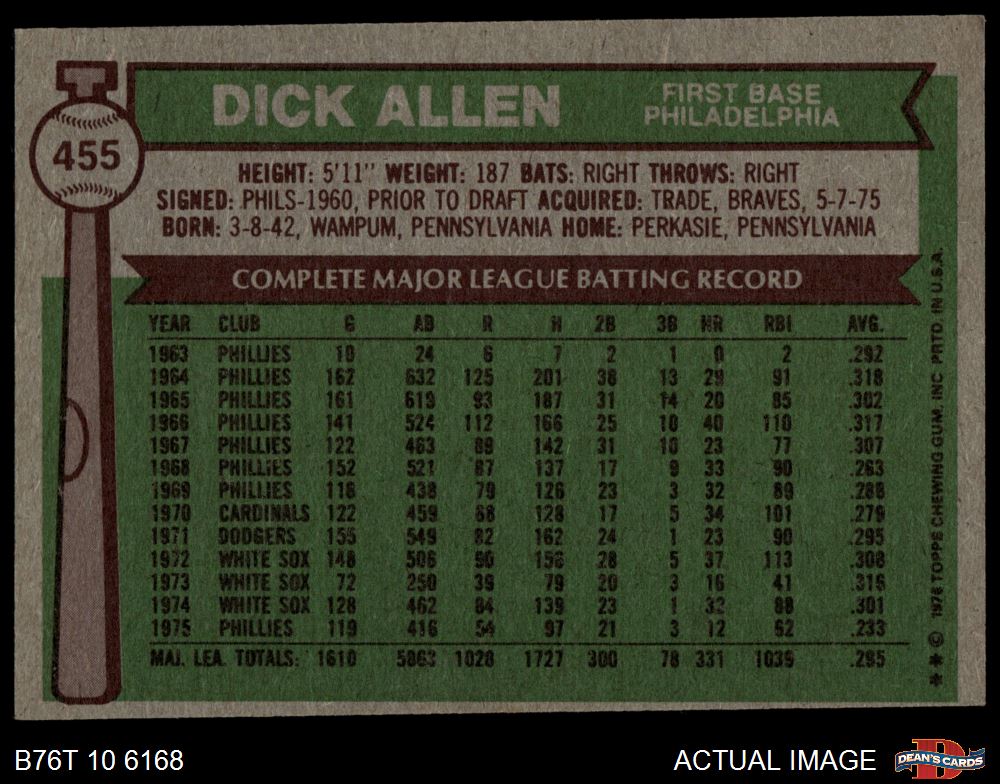 455
DICK ALLEN
FIRST BASE
PHILADELPHIA
HEIGHT: 5'11" WEIGHT: 187 BATS: RIGHT THROWS: RIGHT
SIGNED: PHILS-1960, PRIOR TO DRAFT ACQUIRED: TRADE, BRAVES, 5-7-75
BORN: 3-8-42, WAMPUM, PENNSYLVANIA HOME: PERKASIE, PENNSYLVANIA
COMPLETE MAJOR LEAGUE BATTING RECORD
YEAR CLUB G AB R H 2B 3B HR RBI AVG.
1963 PHILLIES 10 24 6 7 2 1 0 2 .292
1964 PHILLIES 162 632 125 201 38 13 29 91 .318
1965 PHILLIES 161 619 93 187 31 14 20 85 .302
1966 PHILLIES 141 524 112 166 25 10 40 110 .317
1967 PHILLIES 122 463 89 142 31 10 23 77 .307
1968 PHILLIES 152 521 87 137 17 9 33 90 .263
1969 PHILLIES 118 438 79 126 23 3 32 89 .288
1970 CARDINALS 122 459 88 128 17 5 34 101 .279
1971 DODGERS 155 549 82 162 24 1 23 90 .295
1972 WHITE SOX 148 506 90 156 28 5 37 113 .308
1973 WHITE SOX 72 250 39 79 20 3 16 41 .316
1974 WHITE SOX 128 462 84 139 23 1 32 88 .301
1975 PHILLIES 119 416 54 97 21 3 12 62 .233
MAJ. LEA. TOTALS: 1610 5863 1028 1727 300 78 331 1039 .295
* * © 1976 TOPPS CHEWING GUM, INC. PRTD. IN U.S.A.
B76T 10 6168
ACTUAL IMAGE
D
DEAN'S CARDS